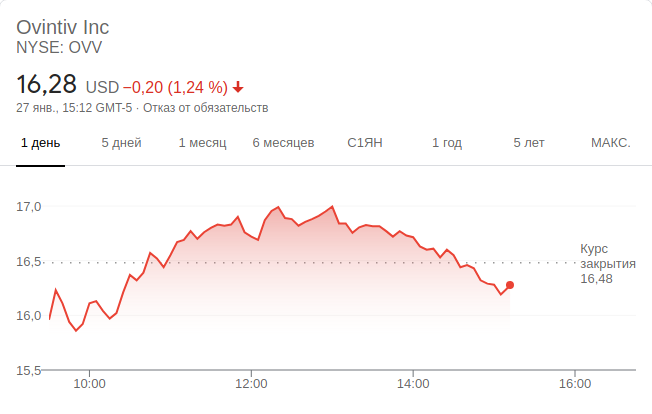 Ovintiv Inc
NYSE: OVV
16,28 USD −0,20 (1,24 %)
27 янв., 15:12 GMT-5 · Отказ от обязательств
1 день 5 дней 1 месяц 6 месяцев С1ЯН 1 год 5 лет МАКС.
17,0
16,5
16,0
15,5
Курс
закрытия
16,48
10:00 12:00 14:00 16:00